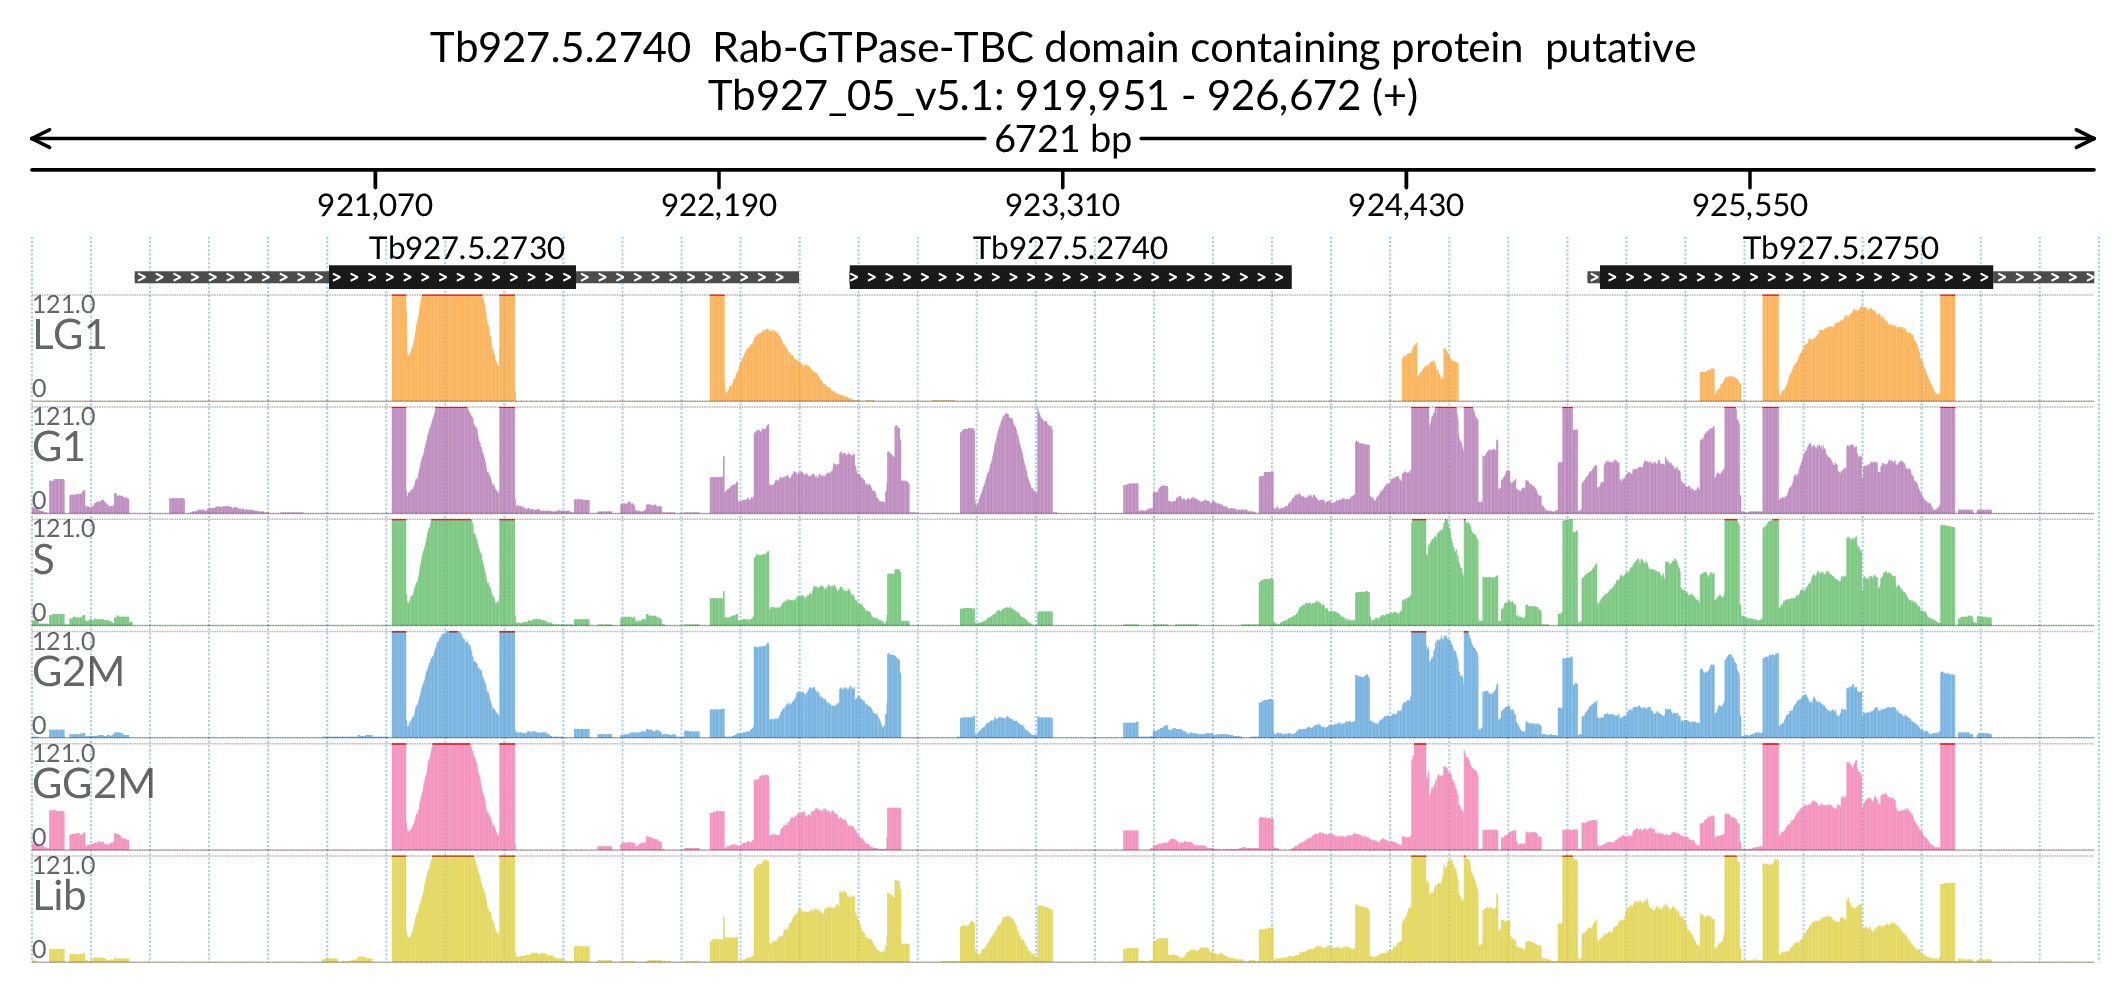 Tb927.5.2740  Rab-GTPase-TBC domain containing protein  putative
Tb927_05_v5.1: 919,951 - 926,672 (+)
6721 bp
921,070 922,190 923,310 924,430 925,550
Tb927.5.2730 Tb927.5.2740 Tb927.5.2750
121.0
LG1
0
121.0
G1
0
121.0
S
0
121.0
G2M
0
121.0
GG2M
0
121.0
Lib
0